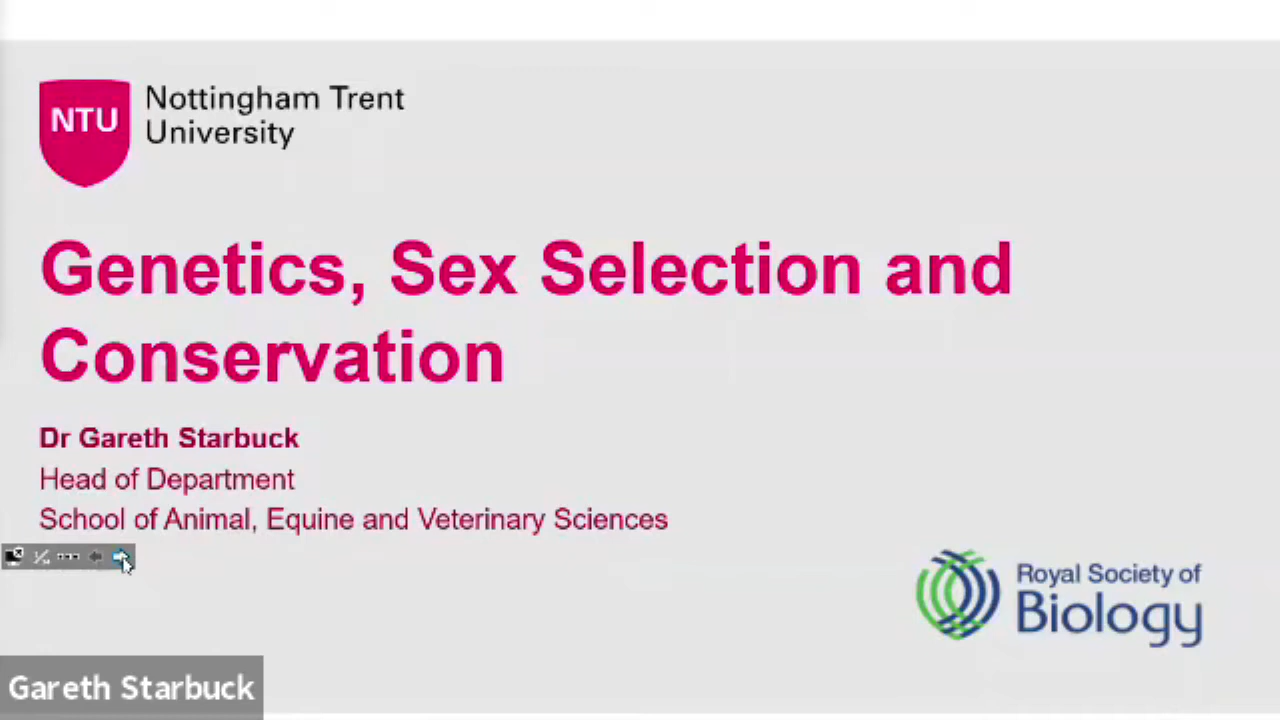 NTU
Nottingham Trent
University
Genetics, Sex Selection and
Conservation
Dr Gareth Starbuck
Head of Department
School of Animal, Equine and Veterinary Sciences
Royal Society of
Biology
Gareth Starbuck